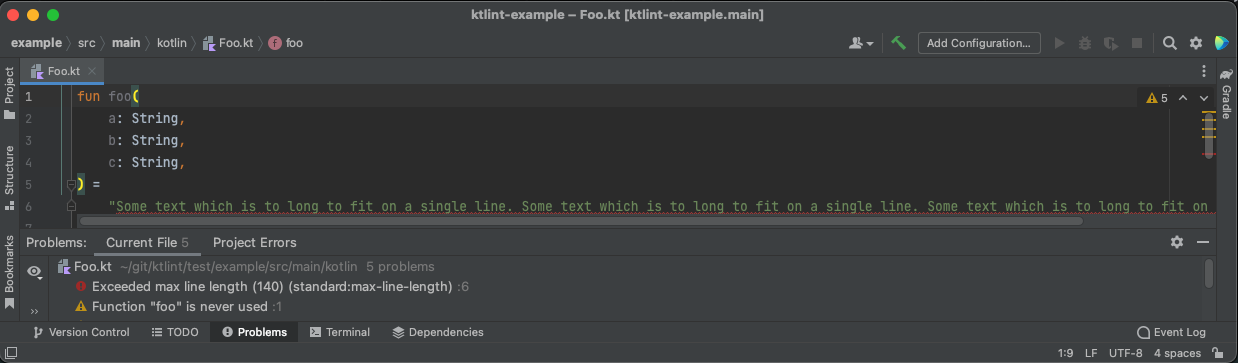 ktlint-example – Foo.kt [ktlint-example.main]
example src main kotlin Foo.kt f foo Add Configuration...
Project
Structure
Bookmarks
Foo.kt
Gradle
1 fun foo( 5
2 a: String,
3 b: String,
4 c: String,
5 ) =
6 "Some text which is to long to fit on a single line. Some text which is to long to fit on a single line. Some text which is to long to fit on
7
Problems: Current File 5 Project Errors
Foo.kt ~/git/ktlint/test/example/src/main/kotlin 5 problems
Exceeded max line length (140) (standard:max-line-length) :6
Function "foo" is never used :1
Version Control TODO Problems Terminal Dependencies Event Log
1:9 LF UTF-8 4 spaces